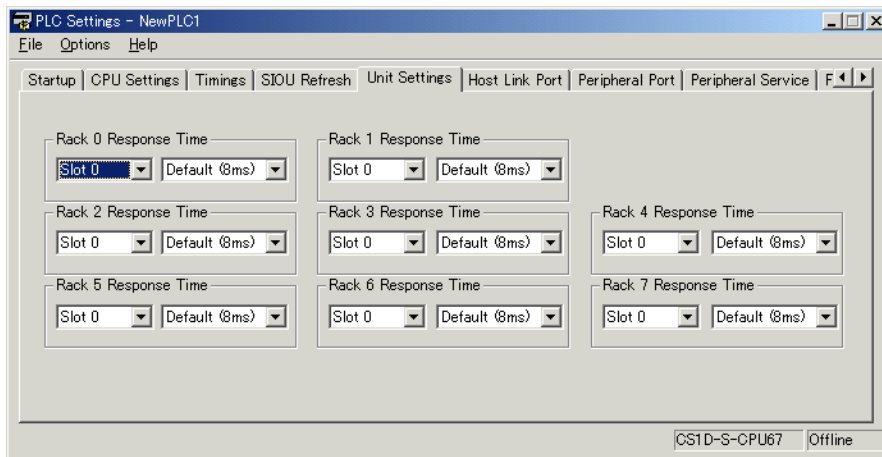 PLC Settings - NewPLC1
File Options Help
Startup CPU Settings Timings SIOU Refresh Unit Settings Host Link Port Peripheral Port Peripheral Service F
Rack 0 Response Time Rack 1 Response Time
Slot 0 Default (8ms) Slot 0 Default (8ms)
Rack 2 Response Time Rack 3 Response Time Rack 4 Response Time
Slot 0 Default (8ms) Slot 0 Default (8ms) Slot 0 Default (8ms)
Rack 5 Response Time Rack 6 Response Time Rack 7 Response Time
Slot 0 Default (8ms) Slot 0 Default (8ms) Slot 0 Default (8ms)
CS1D-S-CPU67 Offline